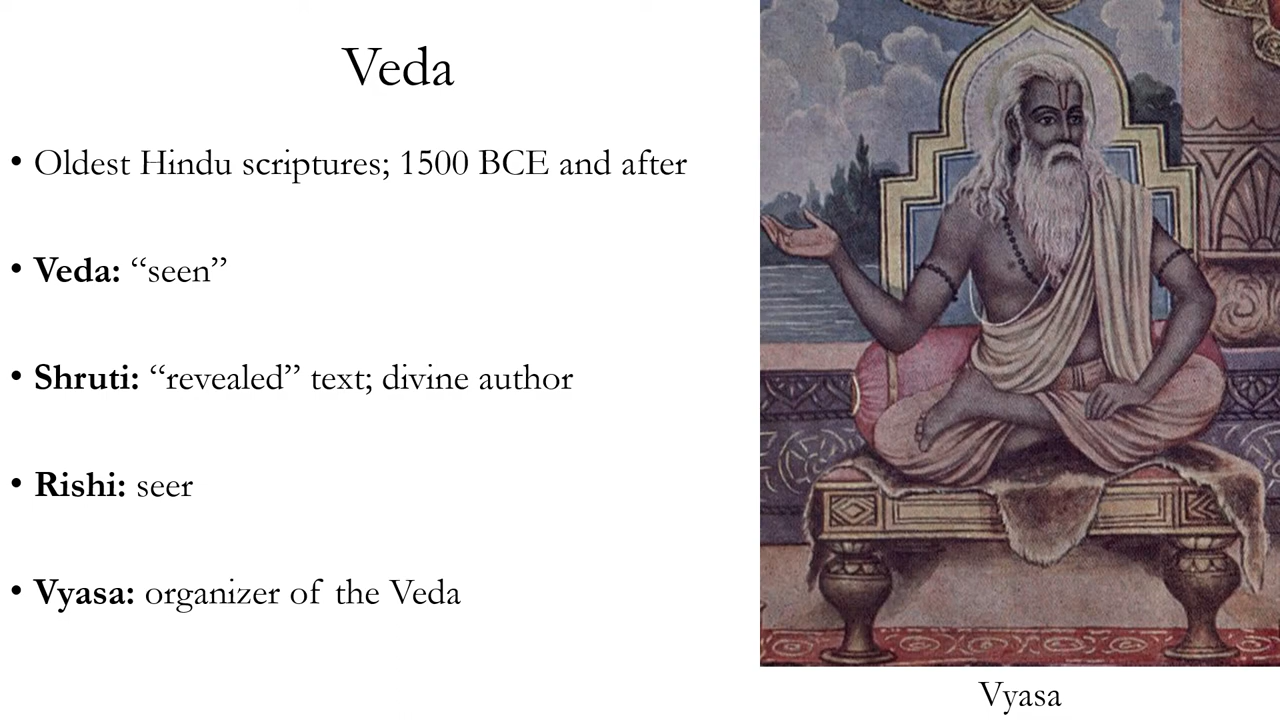 Veda
• Oldest Hindu scriptures; 1500 BCE and after
• Veda: “seen”
• Shruti: “revealed” text; divine author
• Rishi: seer
• Vyasa: organizer of the Veda
Vyasa